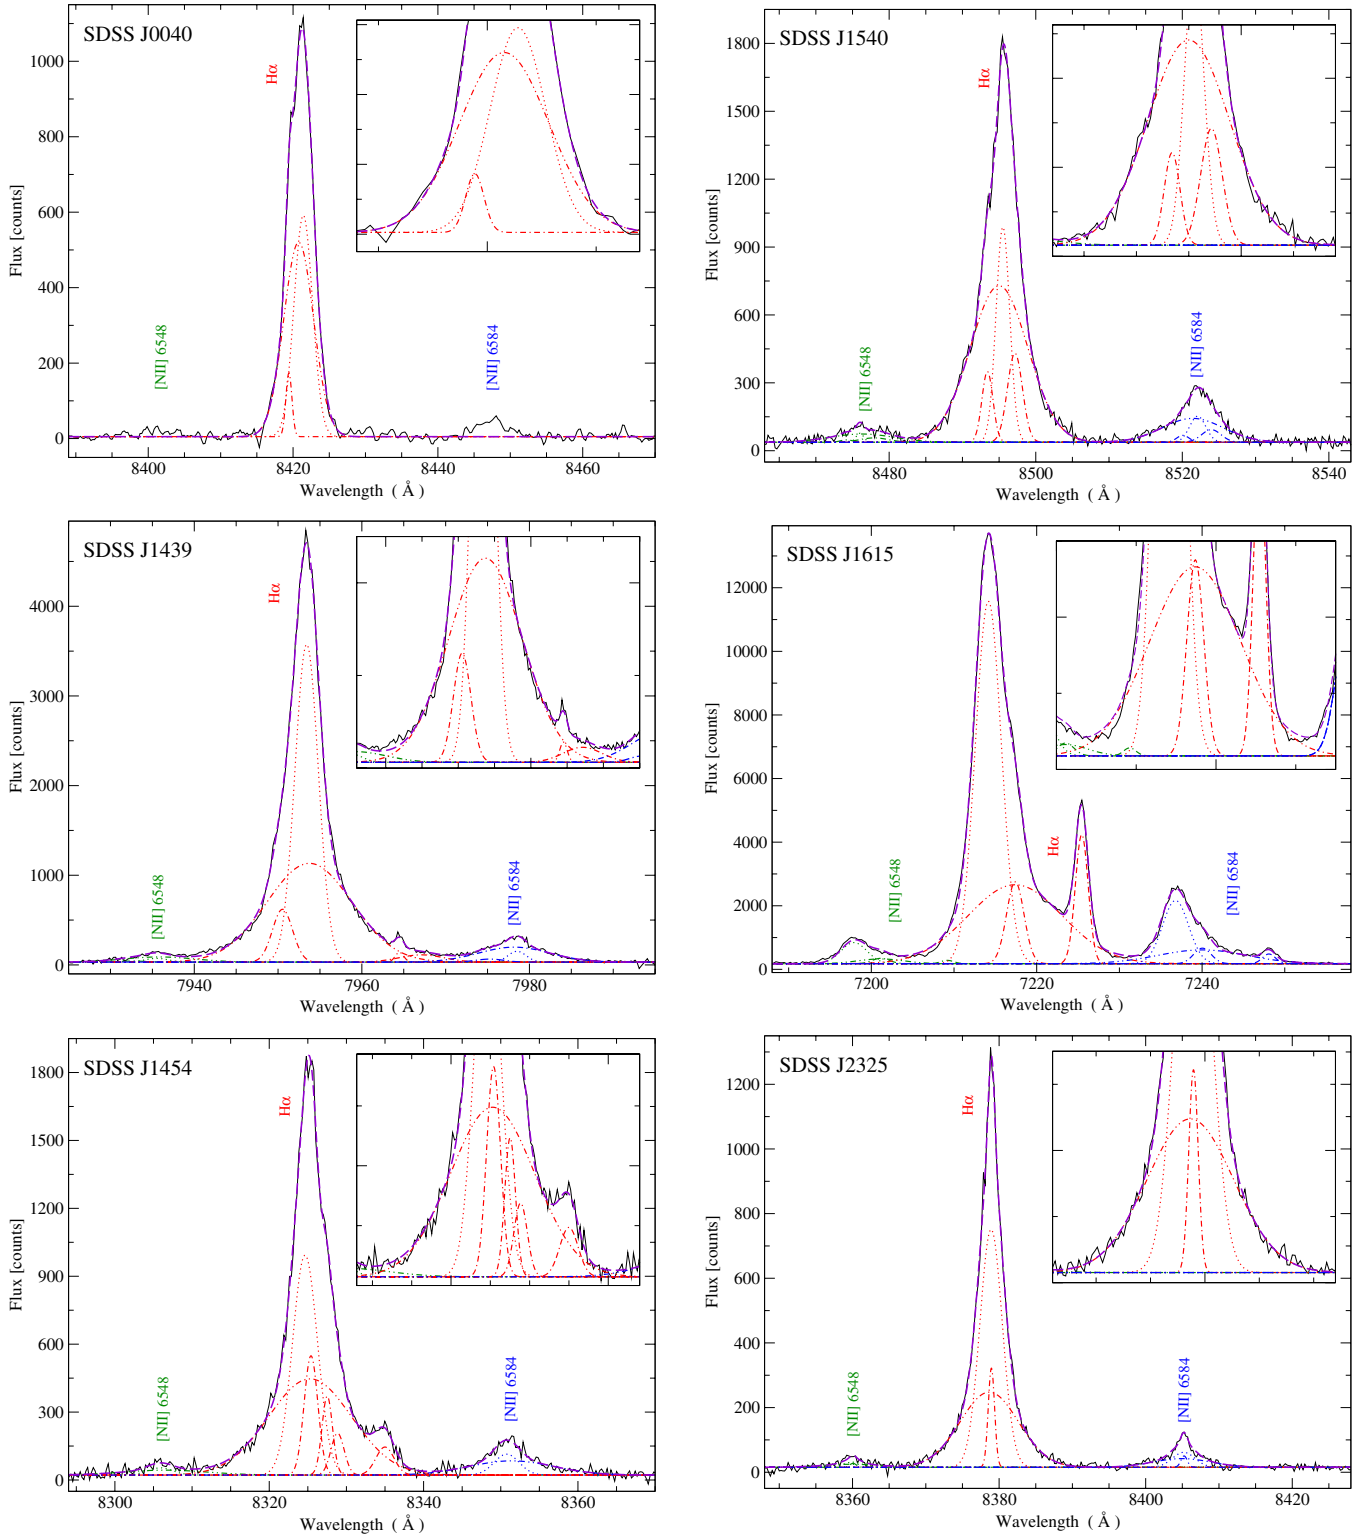 SDSS J0040
Hα
[NII] 6548
[NII] 6584
Flux [counts]
0
200
400
600
800
1000
8400
8420
8440
8460
Wavelength ( Å )
SDSS J1540
Hα
[NII] 6548
[NII] 6584
Flux [counts]
0
300
600
900
1200
1500
1800
8480
8500
8520
8540
Wavelength ( Å )
SDSS J1439
Hα
[NII] 6548
[NII] 6584
Flux [counts]
0
1000
2000
3000
4000
7940
7960
7980
Wavelength ( Å )
SDSS J1615
Hα
[NII] 6548
[NII] 6584
Flux [counts]
0
2000
4000
6000
8000
10000
12000
7200
7220
7240
Wavelength ( Å )
SDSS J1454
Hα
[NII] 6548
[NII] 6584
Flux [counts]
0
300
600
900
1200
1500
1800
8300
8320
8340
8360
Wavelength ( Å )
SDSS J2325
Hα
[NII] 6548
[NII] 6584
Flux [counts]
0
200
400
600
800
1000
1200
8360
8380
8400
8420
Wavelength ( Å )